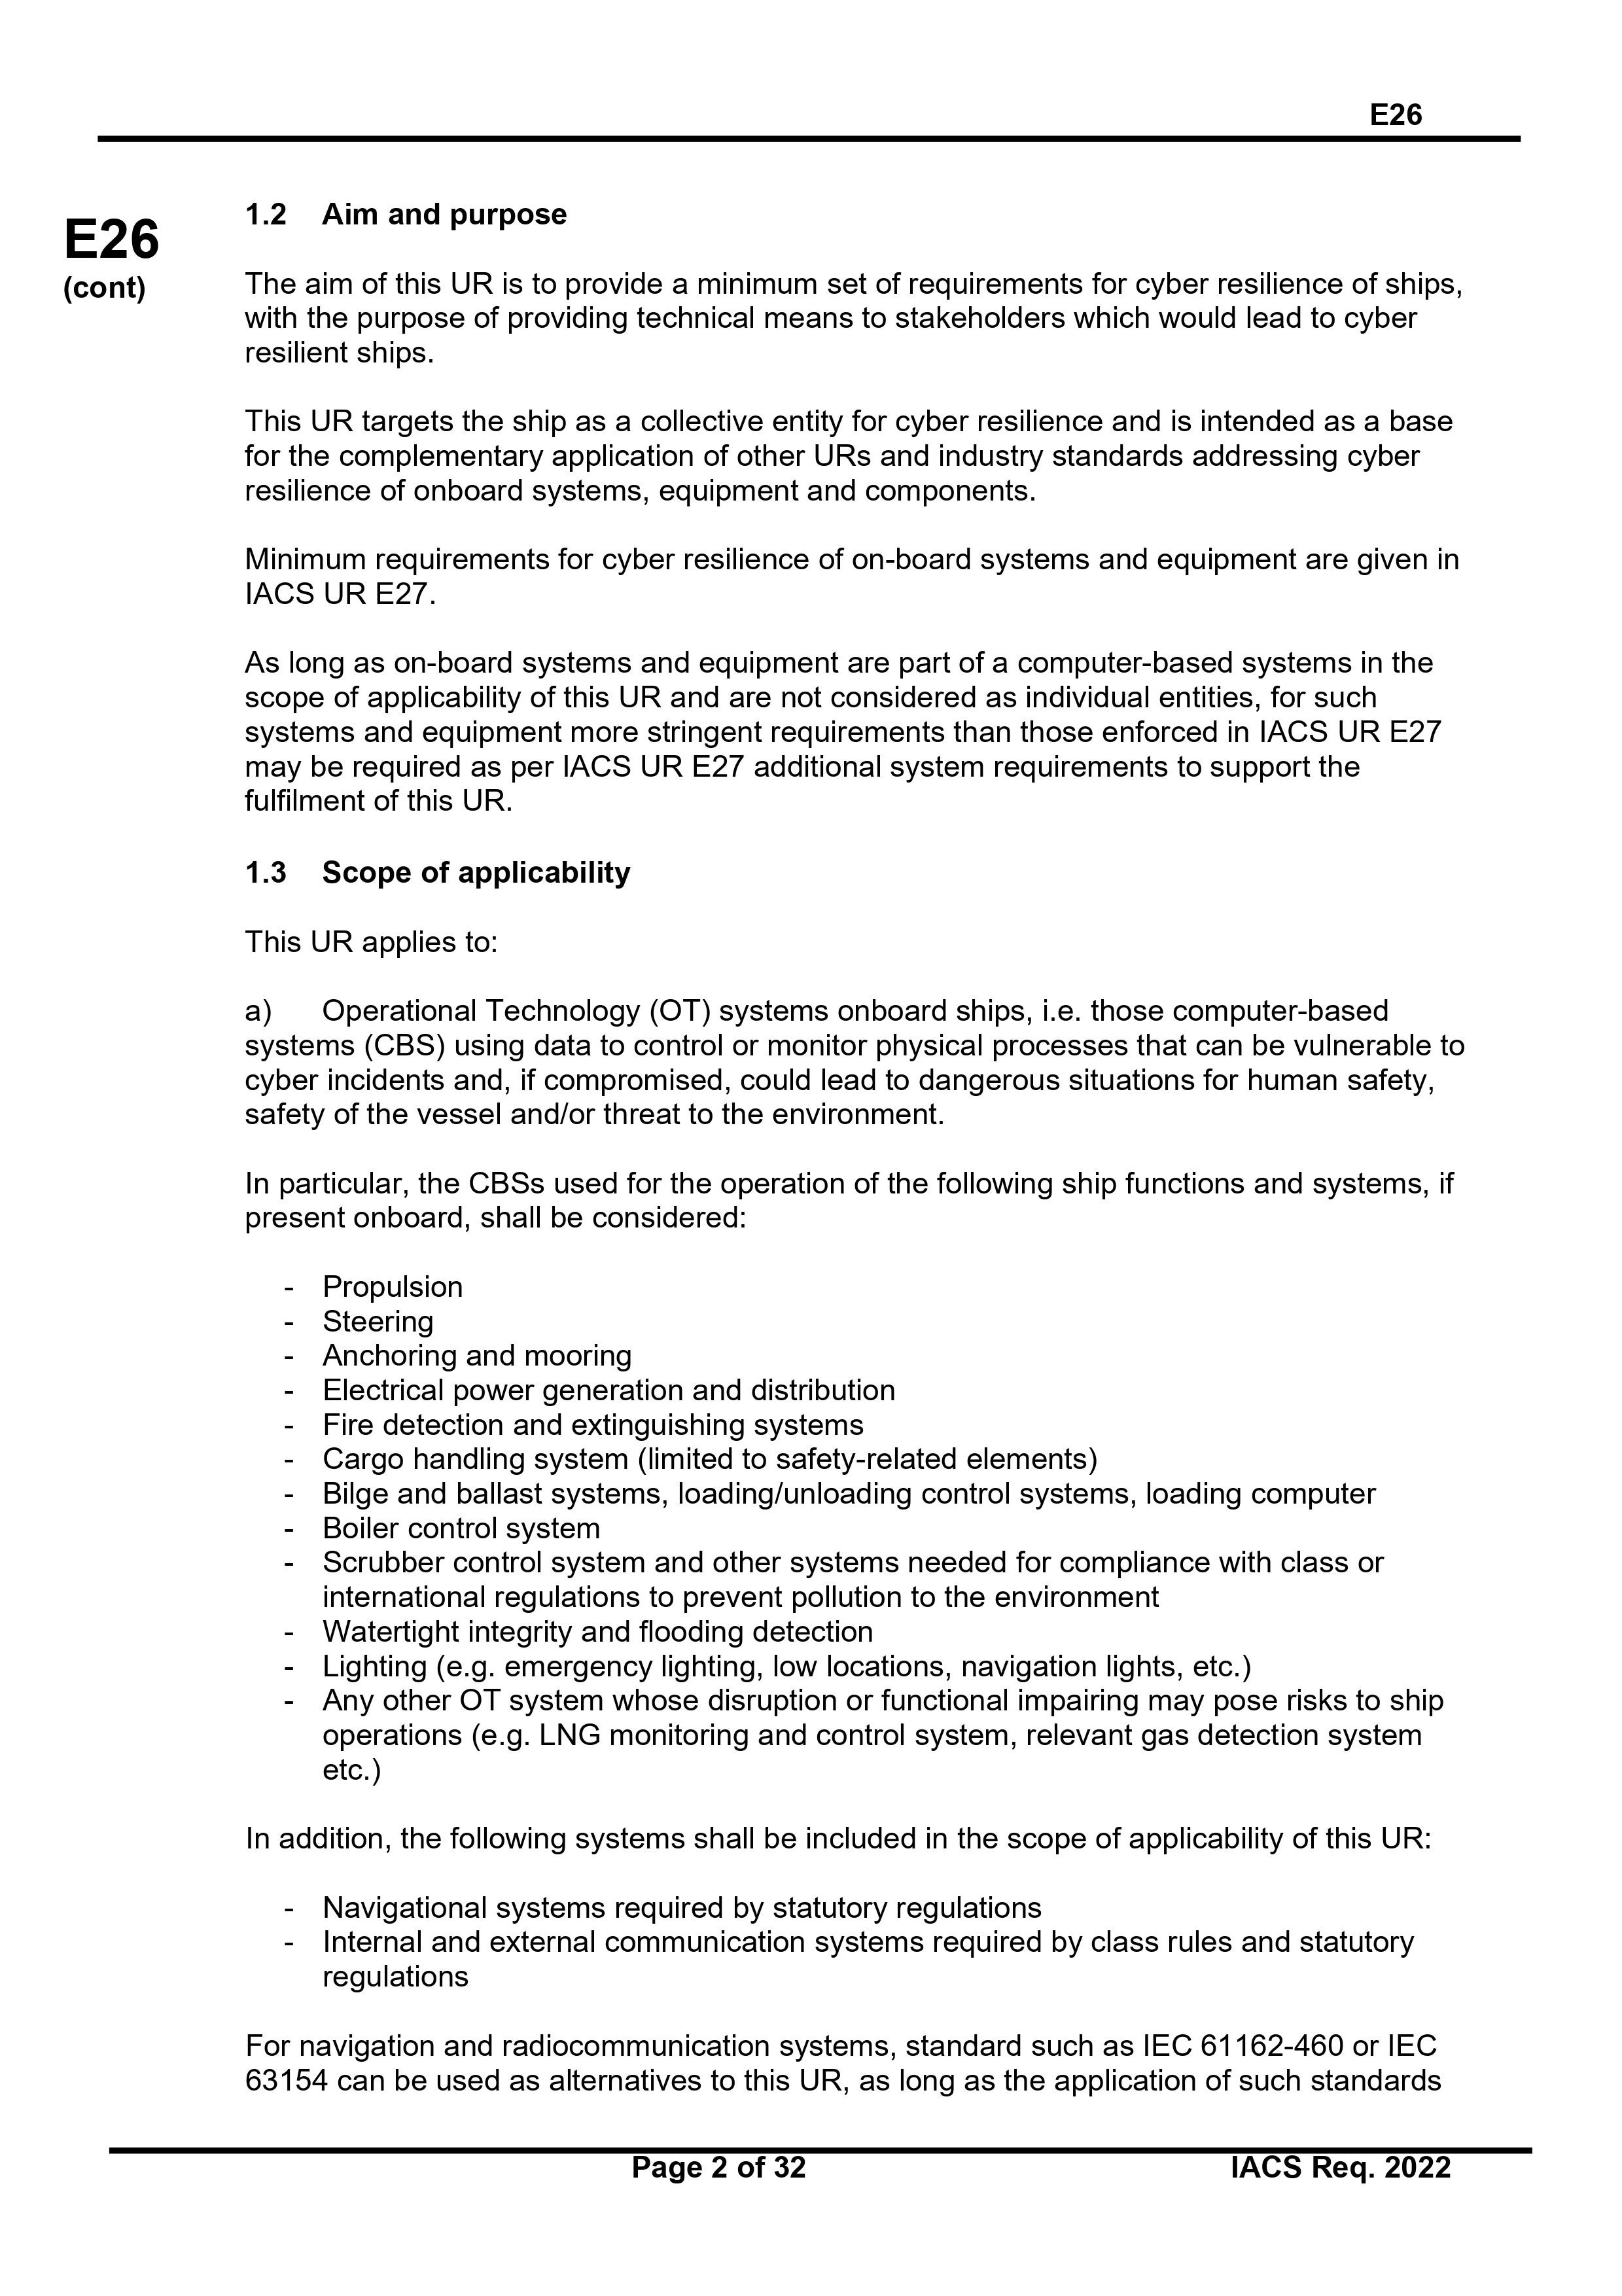 E26
E26
(cont)
1.2 Aim and purpose
The aim of this UR is to provide a minimum set of requirements for cyber resilience of ships,
with the purpose of providing technical means to stakeholders which would lead to cyber
resilient ships.
This UR targets the ship as a collective entity for cyber resilience and is intended as a base
for the complementary application of other URs and industry standards addressing cyber
resilience of onboard systems, equipment and components.
Minimum requirements for cyber resilience of on-board systems and equipment are given in
IACS UR E27.
As long as on-board systems and equipment are part of a computer-based systems in the
scope of applicability of this UR and are not considered as individual entities, for such
systems and equipment more stringent requirements than those enforced in IACS UR E27
may be required as per IACS UR E27 additional system requirements to support the
fulfilment of this UR.
1.3 Scope of applicability
This UR applies to:
a) Operational Technology (OT) systems onboard ships, i.e. those computer-based
systems (CBS) using data to control or monitor physical processes that can be vulnerable to
cyber incidents and, if compromised, could lead to dangerous situations for human safety,
safety of the vessel and/or threat to the environment.
In particular, the CBSs used for the operation of the following ship functions and systems, if
present onboard, shall be considered:
- Propulsion
- Steering
- Anchoring and mooring
- Electrical power generation and distribution
- Fire detection and extinguishing systems
- Cargo handling system (limited to safety-related elements)
- Bilge and ballast systems, loading/unloading control systems, loading computer
- Boiler control system
- Scrubber control system and other systems needed for compliance with class or
international regulations to prevent pollution to the environment
- Watertight integrity and flooding detection
- Lighting (e.g. emergency lighting, low locations, navigation lights, etc.)
- Any other OT system whose disruption or functional impairing may pose risks to ship
operations (e.g. LNG monitoring and control system, relevant gas detection system
etc.)
In addition, the following systems shall be included in the scope of applicability of this UR:
- Navigational systems required by statutory regulations
- Internal and external communication systems required by class rules and statutory
regulations
For navigation and radiocommunication systems, standard such as IEC 61162-460 or IEC
63154 can be used as alternatives to this UR, as long as the application of such standards
Page 2 of 32 IACS Req. 2022